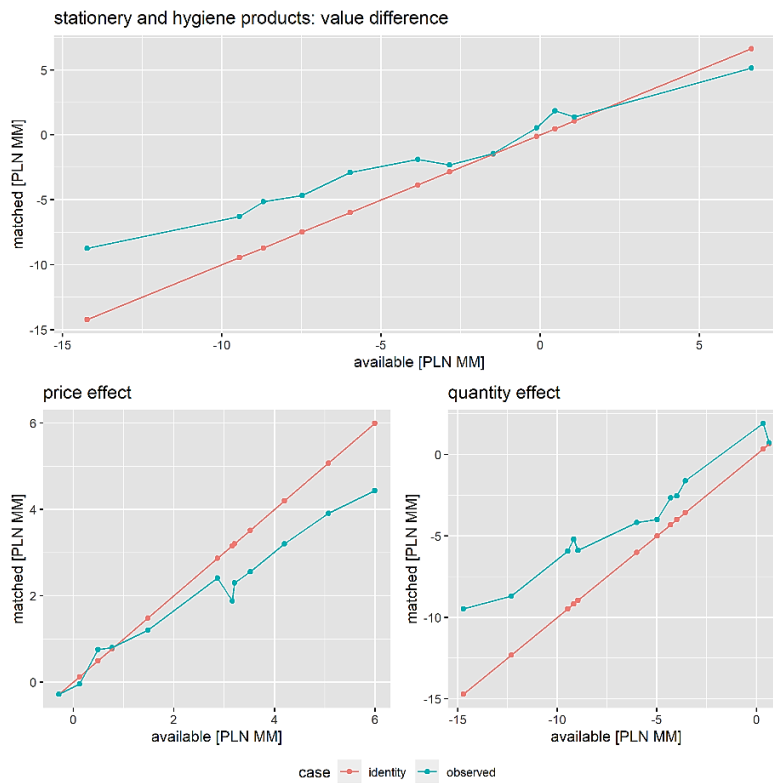 stationery and hygiene products: value difference
matched [PLN MM]
5
0
-5
-10
-15
-15
-10
-5
0
5
available [PLN MM]
price effect
matched [PLN MM]
6
4
2
0
0
2
4
6
available [PLN MM]
quantity effect
matched [PLN MM]
0
-5
-10
-15
-15
-10
-5
0
available [PLN MM]
case identity observed